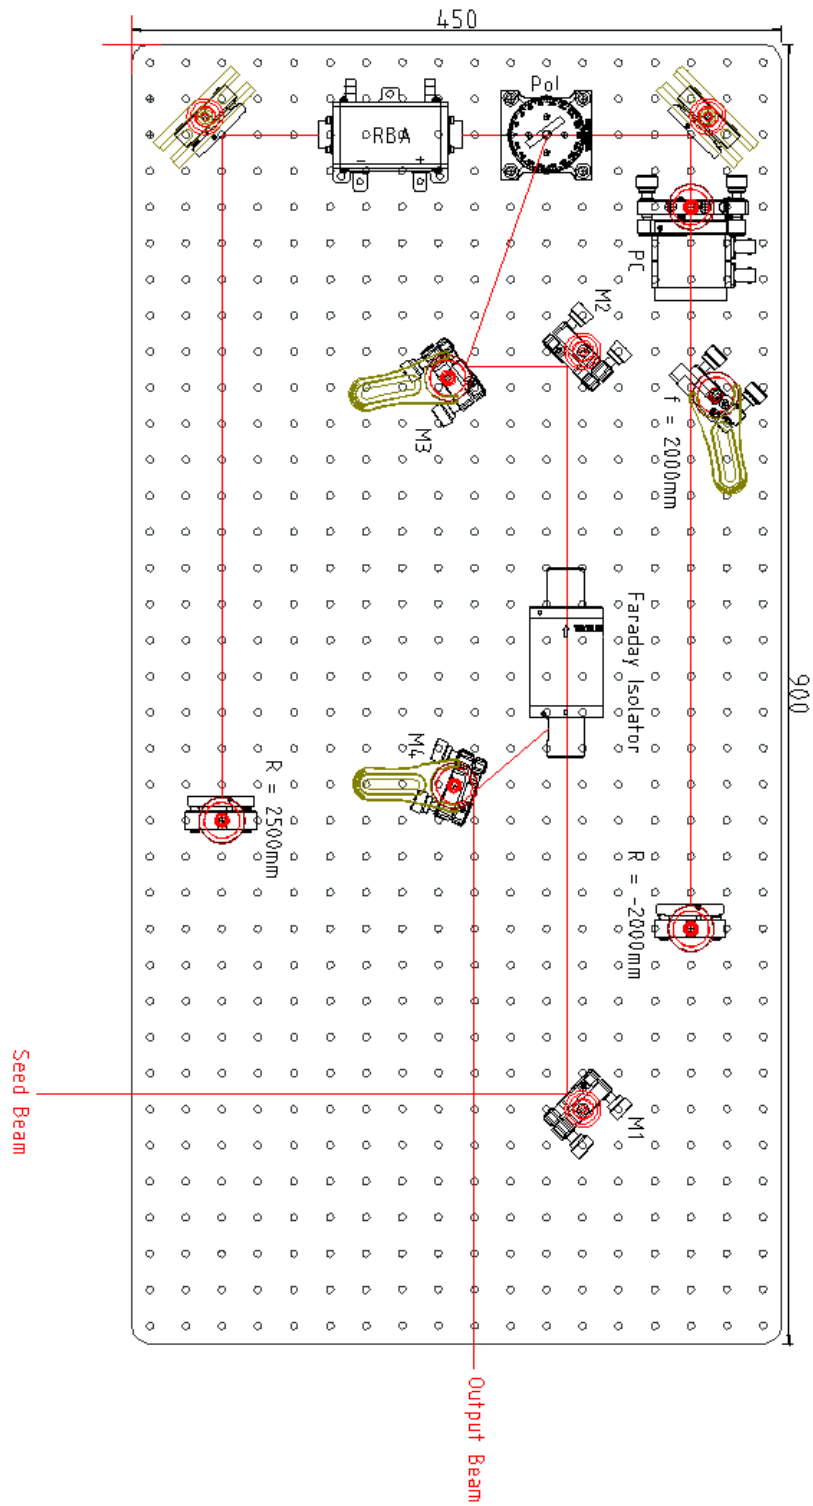 450
Pol
RBA
- +
PC
M2
M3
f = 2000mm
Faraday Isolator
900
M4
R = 2500mm
R = -2000mm
Seed Beam
M1
Output Beam